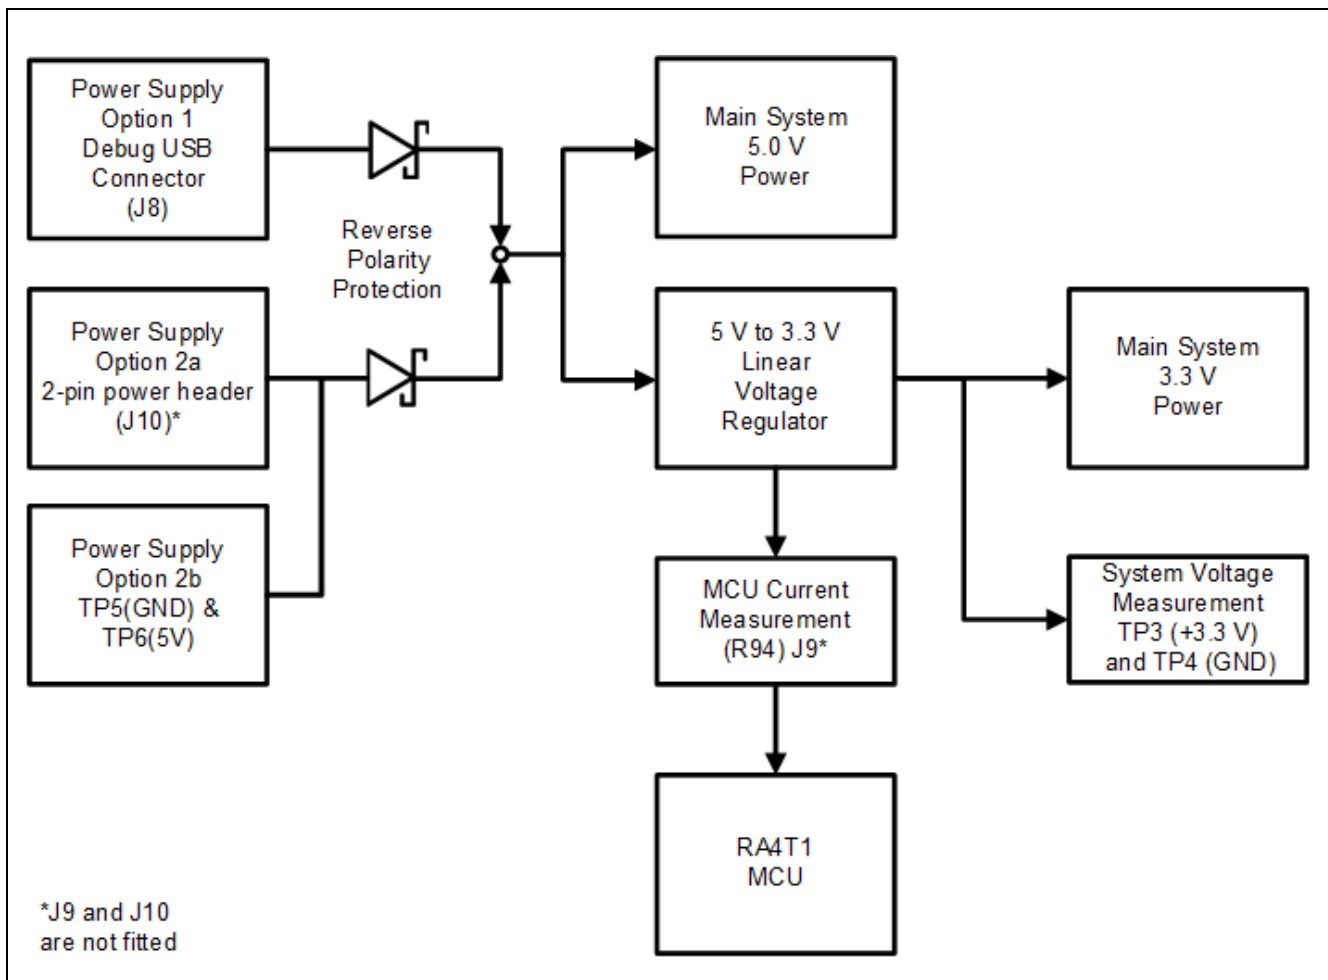 Power Supply
Option 1
Debug USB
Connector
(J8)
Reverse
Polarity
Protection
Main System
5.0 V
Power
Power Supply
Option 2a
2-pin power header
(J10)*
5 V to 3.3 V
Linear
Voltage
Regulator
Main System
3.3 V
Power
Power Supply
Option 2b
TP5(GND) &
TP6(5V)
MCU Current
Measurement
(R94) J9*
System Voltage
Measurement
TP3 (+3.3 V)
and TP4 (GND)
RA4T1
MCU
*J9 and J10
are not fitted